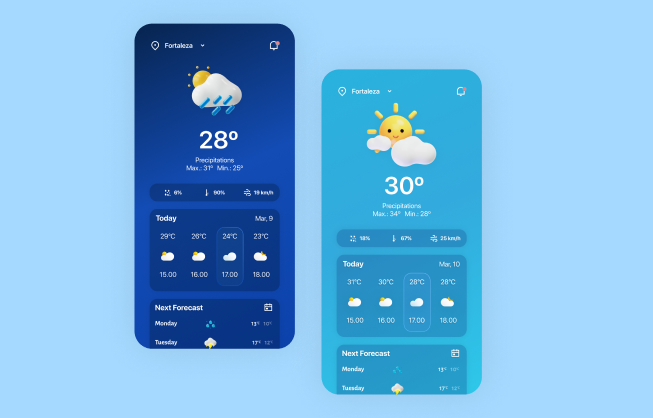 Fortaleza
28º
Precipitations
Max.: 31º Min.: 25º
6% 90% 19 km/h
Today Mar, 9
29°C 26°C 24°C 23°C
15.00 16.00 17.00 18.00
Next Forecast
Monday 13°C 10°C
Tuesday 17°C 12°C
Fortaleza
30º
Precipitations
Max.: 34º Min.: 28º
18% 67% 25 km/h
Today Mar, 10
31°C 30°C 28°C 28°C
15.00 16.00 17.00 18.00
Next Forecast
Monday 13°C 10°C
Tuesday 17°C 12°C